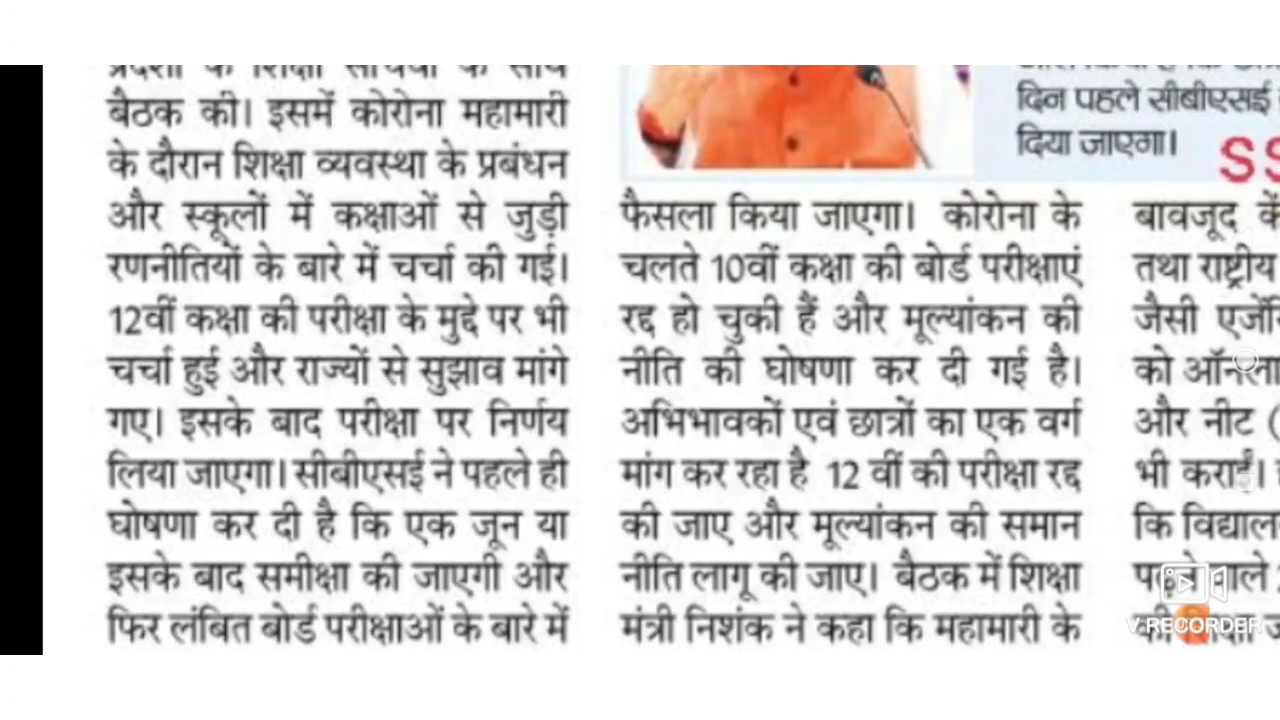 बैठक की। इसमें कोरोना महामारी
के दौरान शिक्षा व्यवस्था के प्रबंधन
और स्कूलों में कक्षाओं से जुड़ी
रणनीतियों के बारे में चर्चा की गई।
12वीं कक्षा की परीक्षा के मुद्दे पर भी
चर्चा हुई और राज्यों से सुझाव मांगे
गए। इसके बाद परीक्षा पर निर्णय
लिया जाएगा। सीबीएसई ने पहले ही
घोषणा कर दी है कि एक जून या
इसके बाद समीक्षा की जाएगी और
फिर लंबित बोर्ड परीक्षाओं के बारे में
दिन पहले सीबीएसई
दिया जाएगा।
फैसला किया जाएगा। कोरोना के
चलते 10वीं कक्षा की बोर्ड परीक्षाएं
रद्द हो चुकी हैं और मूल्यांकन की
नीति की घोषणा कर दी गई है।
अभिभावकों एवं छात्रों का एक वर्ग
मांग कर रहा है 12 वीं की परीक्षा रद्द
की जाए और मूल्यांकन की समान
नीति लागू की जाए। बैठक में शिक्षा
मंत्री निशंक ने कहा कि महामारी के
बावजूद
तथा राष्ट्रीय
जैसी
को
और नीट (
भी कराईं।
कि
की
V RECORDER